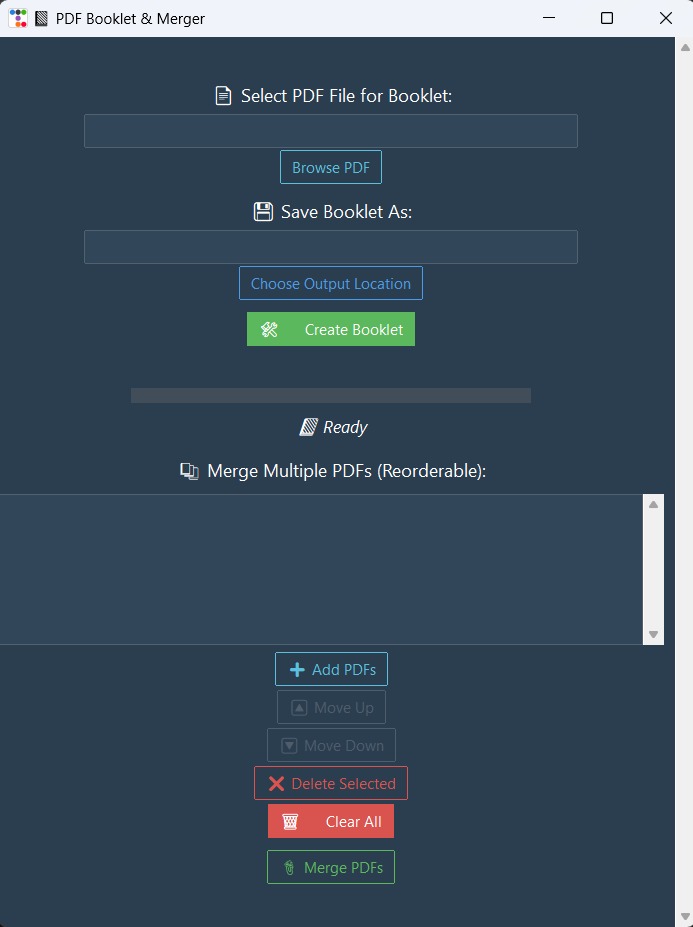 PDF Booklet & Merger
Select PDF File for Booklet:
Browse PDF
Save Booklet As:
Choose Output Location
Create Booklet
Ready
Merge Multiple PDFs (Reorderable):
Add PDFs
Move Up
Move Down
Delete Selected
Clear All
Merge PDFs